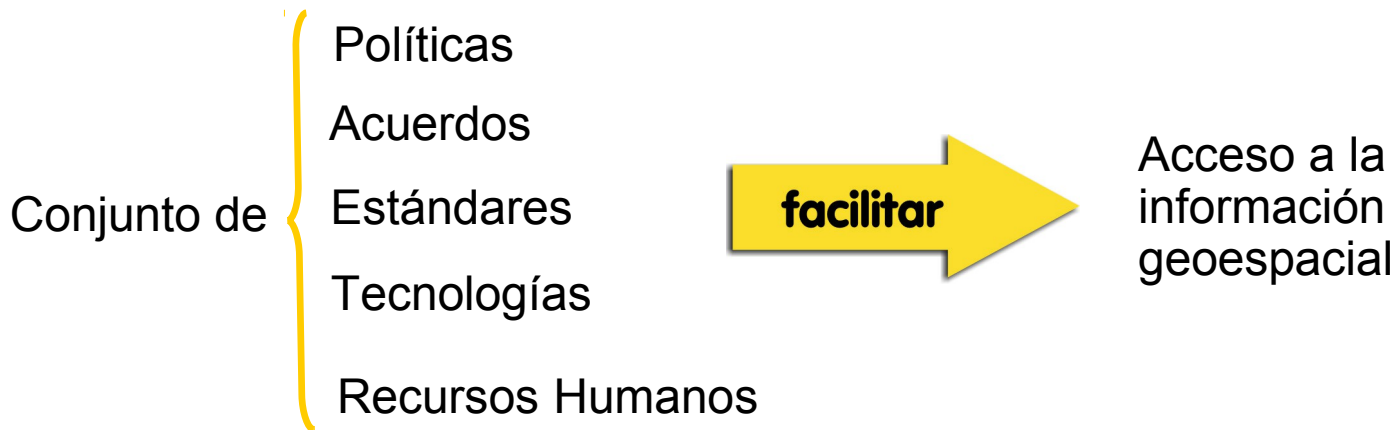 Conjunto de
Políticas
Acuerdos
Estándares
Tecnologías
Recursos Humanos
facilitar
Acceso a la
información
geoespacial